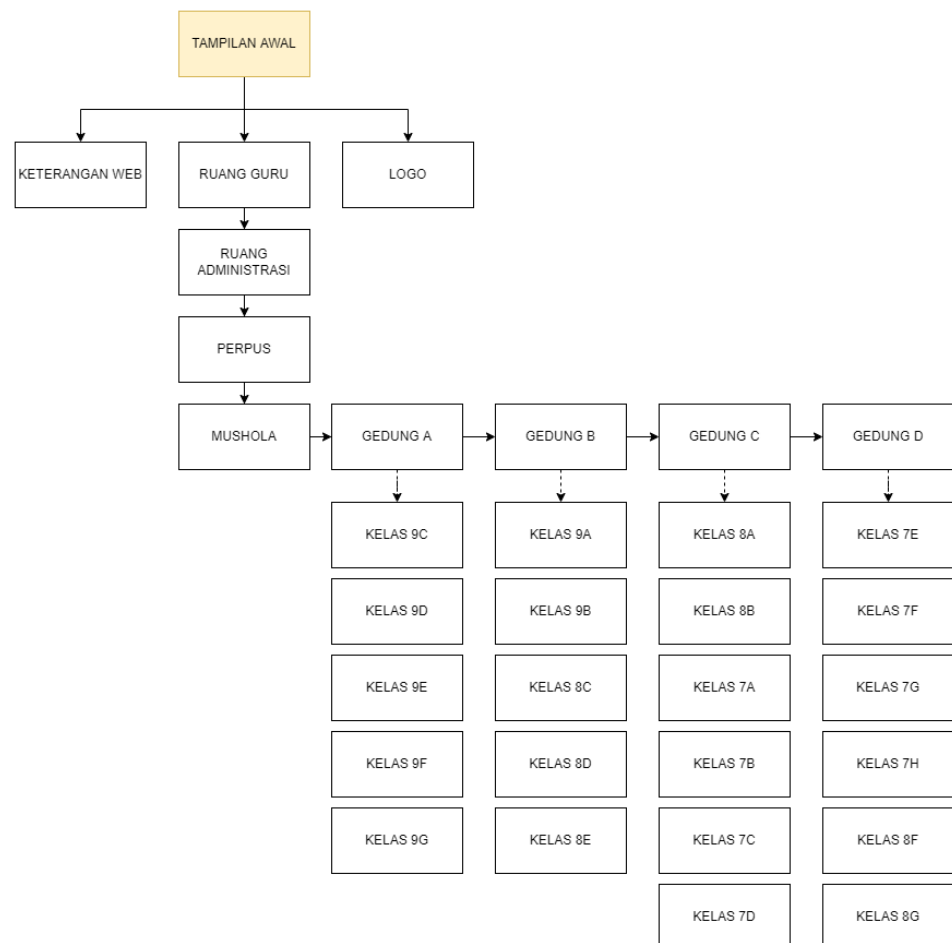 TAMPILAN AWAL
KETERANGAN WEB
RUANG GURU
LOGO
RUANG
ADMINISTRASI
PERPUS
MUSHOLA
GEDUNG A
GEDUNG B
GEDUNG C
GEDUNG D
KELAS 9C
KELAS 9A
KELAS 8A
KELAS 7E
KELAS 9D
KELAS 9B
KELAS 8B
KELAS 7F
KELAS 9E
KELAS 8C
KELAS 7A
KELAS 7G
KELAS 9F
KELAS 8D
KELAS 7B
KELAS 7H
KELAS 9G
KELAS 8E
KELAS 7C
KELAS 8F
KELAS 7D
KELAS 8G